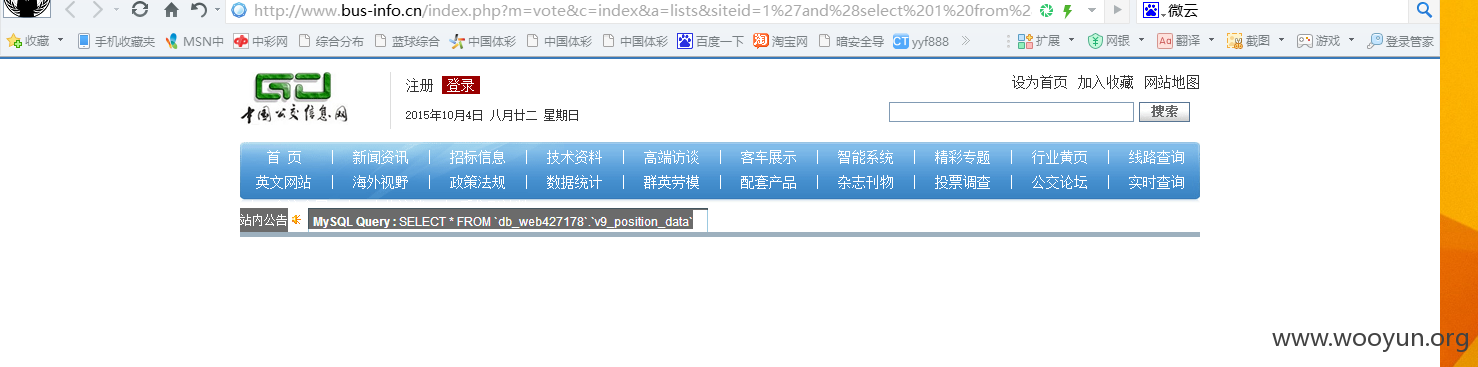 http://www.bus-info.cn/index.php?m=vote&c=index&a=lists&siteid=1%27and%28select%201%20from%2 微云
收藏 手机收藏夹 MSN中 中彩网 综合分布 蓝球综合 中国体彩 中国体彩 中国体彩 百度一下 淘宝网 暗安全导 CT yyf888 扩展 网银 Aq 翻译 截图 游戏 登录管家
注册 登录 设为首页 加入收藏 网站地图
中国公交信息网 2015年10月4日 八月廿二 星期日 搜索
首 页 新闻资讯 招标信息 技术资料 高端访谈 客车展示 智能系统 精彩专题 行业黄页 线路查询
英文网站 海外视野 政策法规 数据统计 群英劳模 配套产品 杂志刊物 投票调查 公交论坛 实时查询
站内公告 MySQL Query : SELECT * FROM `db_web427178`.`v9_position_data`
www.wooyun.org